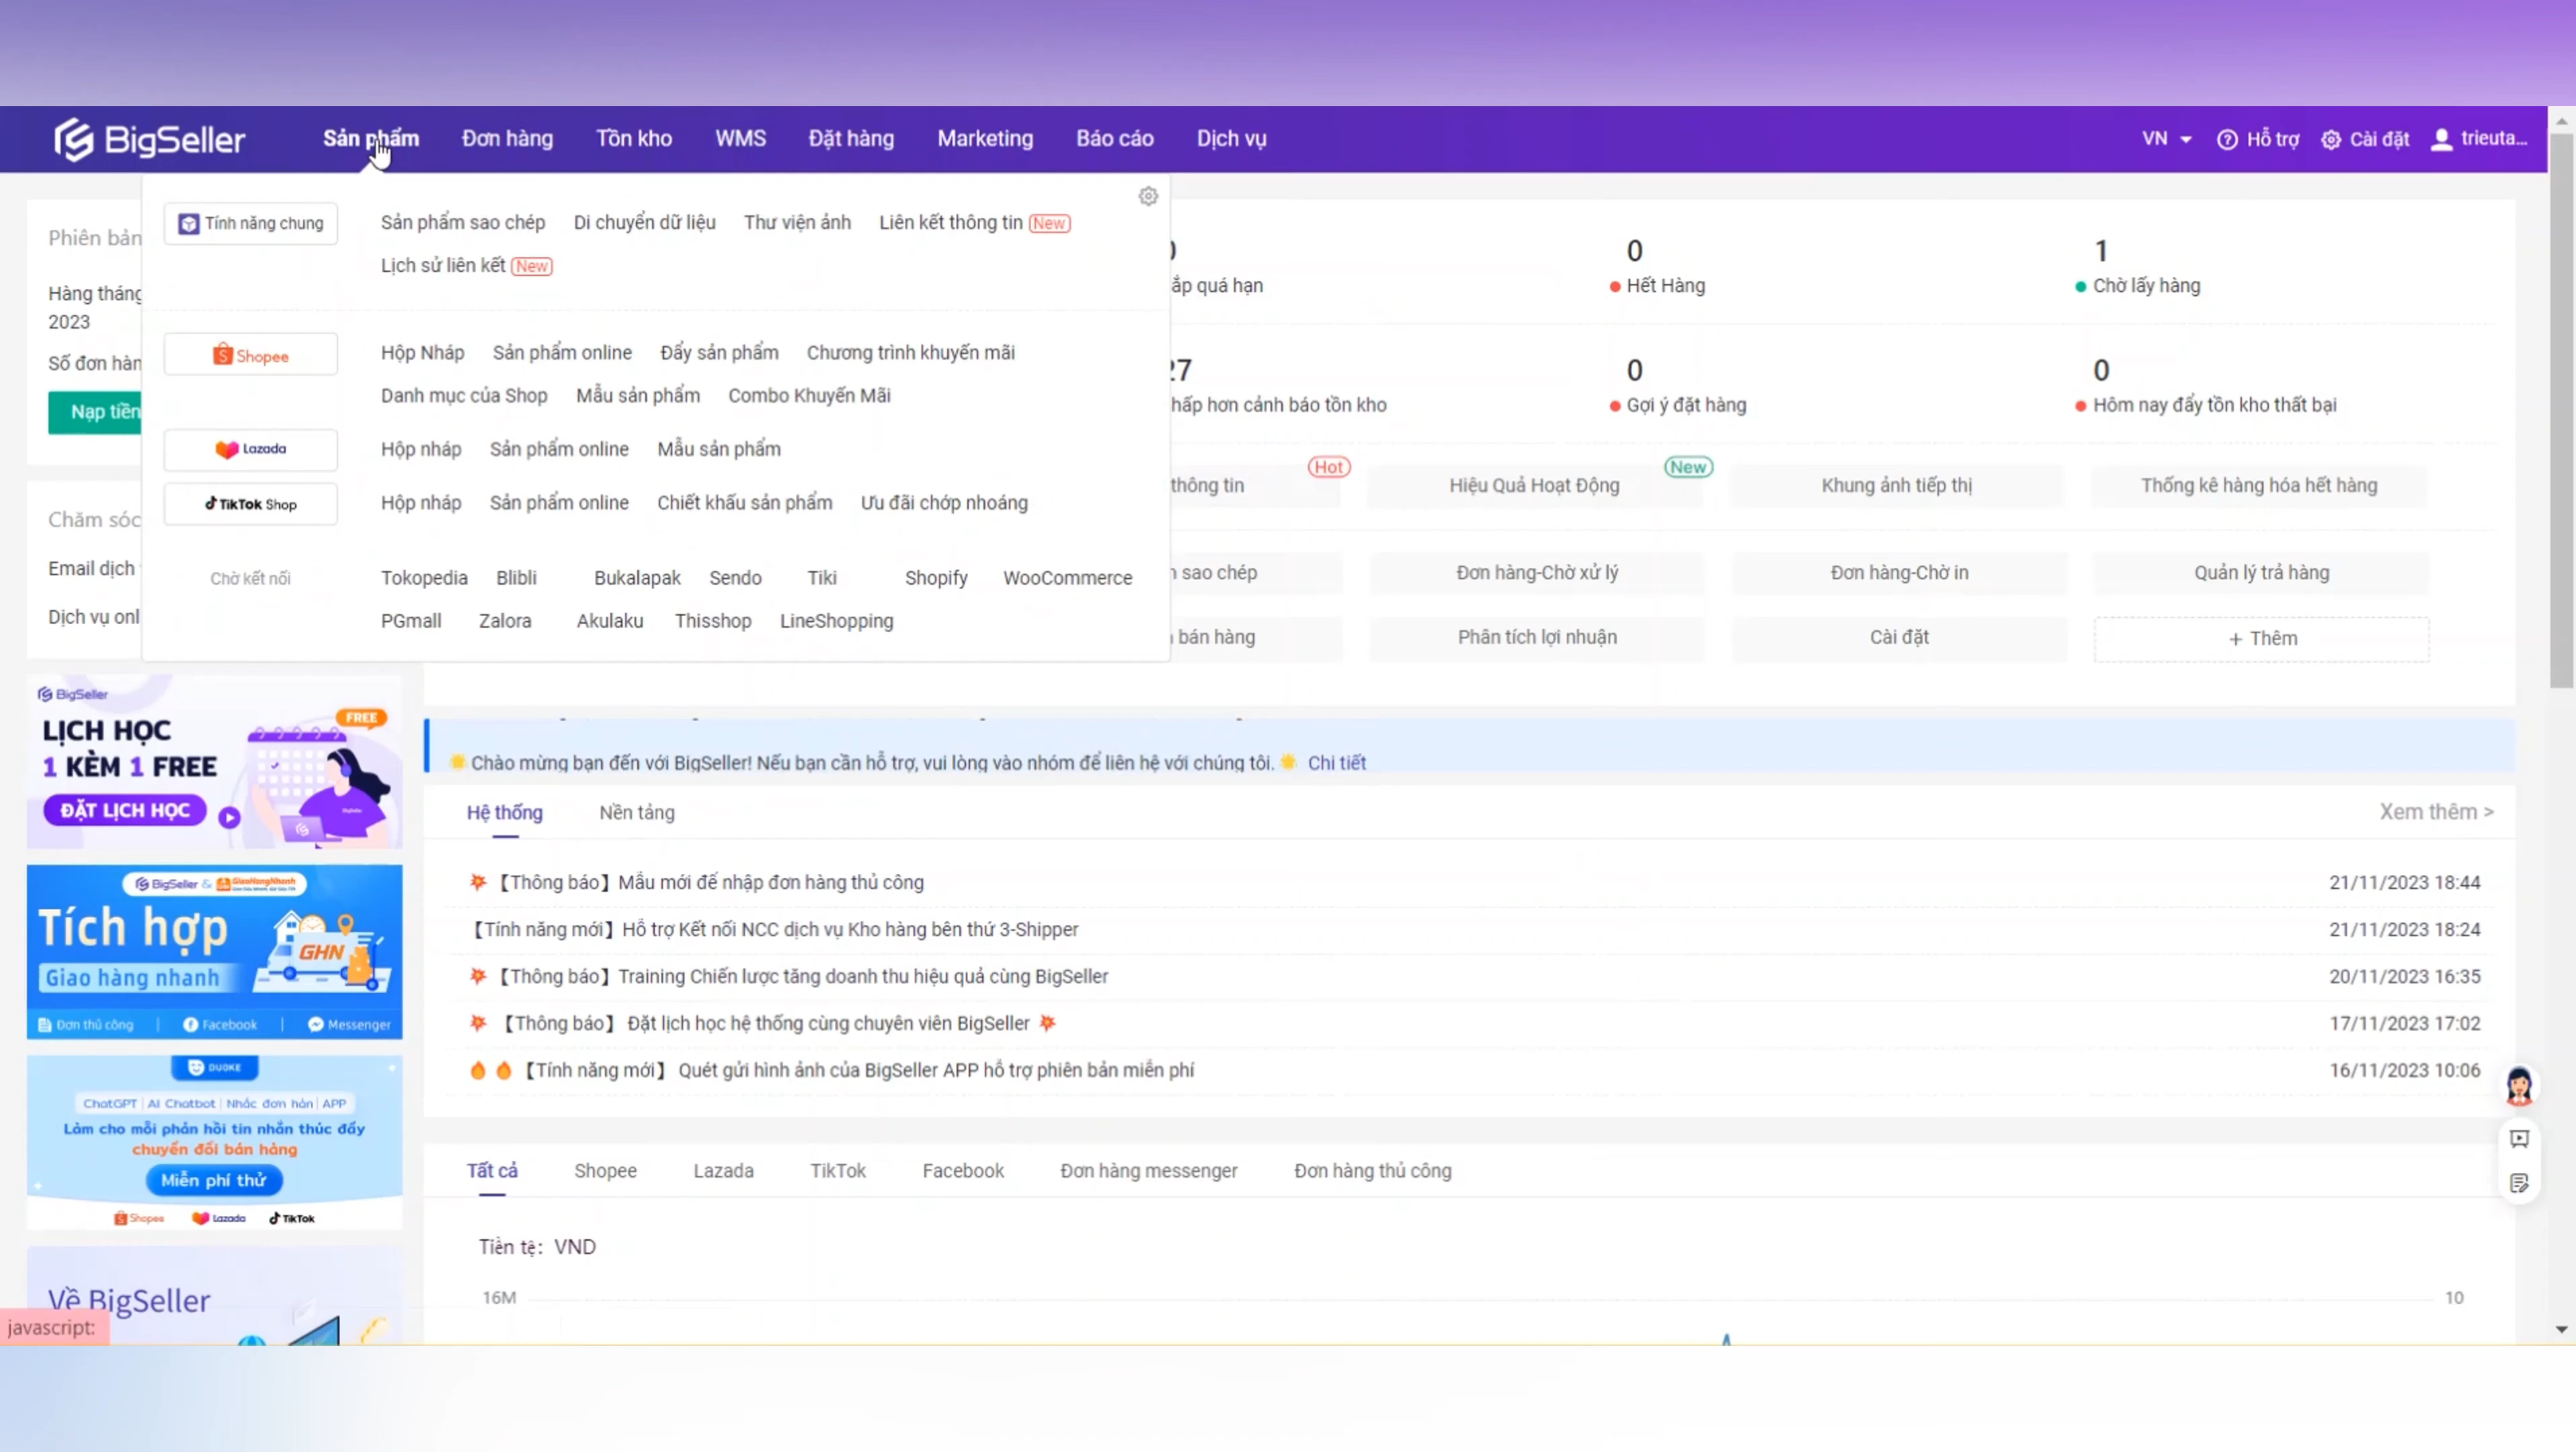 BigSeller Sản phẩm Đơn hàng Tồn kho WMS Đặt hàng Marketing Báo cáo Dịch vụ VN Hỗ trợ Cài đặt trieuta...
Phiên bản
Hàng tháng
2023
Số đơn hàn
Nạp tiền
Tính năng chung Sản phẩm sao chép Di chuyển dữ liệu Thư viện ảnh Liên kết thông tin New
Lịch sử liên kết New
Shopee Hộp Nháp Sản phẩm online Đẩy sản phẩm Chương trình khuyến mãi
Danh mục của Shop Mẫu sản phẩm Combo Khuyến Mãi
Lazada Hộp nháp Sản phẩm online Mẫu sản phẩm
TikTok Shop Hộp nháp Sản phẩm online Chiết khấu sản phẩm Ưu đãi chớp nhoáng
Chờ kết nối Tokopedia Blibli Bukalapak Sendo Tiki Shopify WooCommerce
PGmall Zalora Akulaku Thisshop LineShopping
0 1
ắp quá hạn Hết Hàng Chờ lấy hàng
27 0 0
hấp hơn cảnh báo tồn kho Gợi ý đặt hàng Hôm nay đẩy tồn kho thất bại
Hot New
thông tin Hiệu Quả Hoạt Động Khung ảnh tiếp thị Thống kê hàng hóa hết hàng
sao chép Đơn hàng-Chờ xử lý Đơn hàng-Chờ in Quản lý trả hàng
bán hàng Phân tích lợi nhuận Cài đặt + Thêm
Chăm sóc
Email dịch
Dịch vụ onl
BigSeller
FREE
LỊCH HỌC
1 KÈM 1 FREE
ĐẶT LỊCH HỌC
BigSeller & GiaoHangNhanh
Tích hợp
GHN
Giao hàng nhanh
Đơn thủ công | Facebook | Messenger
DUOKE
ChatGPT | AI Chatbot | Nhắc đơn hàn | APP
Làm cho mỗi phản hồi tin nhắn thúc đẩy
chuyển đổi bán hàng
Miễn phí thử
Shopee Lazada TikTok
Về BigSeller
javascript:
Chào mừng bạn đến với BigSeller! Nếu bạn cần hỗ trợ, vui lòng vào nhóm để liên hệ với chúng tôi. Chi tiết
Hệ thống Nền tảng Xem thêm >
【Thông báo】Mẫu mới để nhập đơn hàng thủ công 21/11/2023 18:44
【Tính năng mới】Hỗ trợ Kết nối NCC dịch vụ Kho hàng bên thứ 3-Shipper 21/11/2023 18:24
【Thông báo】Training Chiến lược tăng doanh thu hiệu quả cùng BigSeller 20/11/2023 16:35
【Thông báo】 Đặt lịch học hệ thống cùng chuyên viên BigSeller 17/11/2023 17:02
【Tính năng mới】 Quét gửi hình ảnh của BigSeller APP hỗ trợ phiên bản miễn phí 16/11/2023 10:06
Tất cả Shopee Lazada TikTok Facebook Đơn hàng messenger Đơn hàng thủ công
Tiền tệ: VND
16M 10